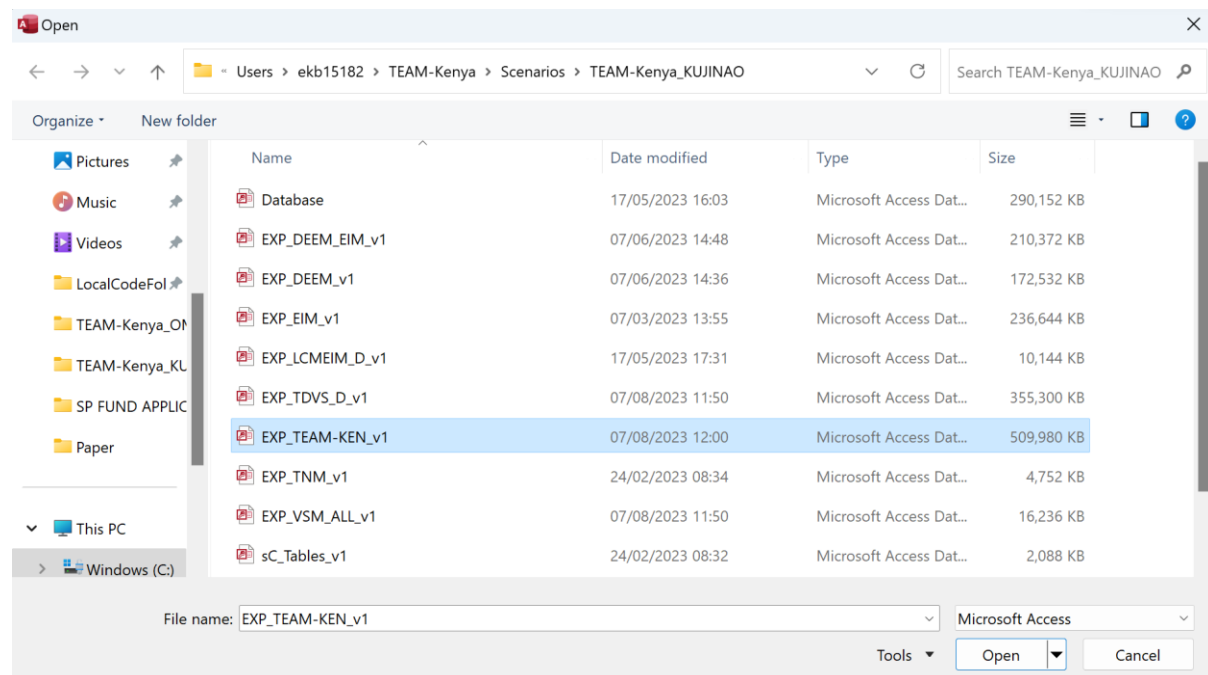 Open
« Users > ekb15182 > TEAM-Kenya > Scenarios > TEAM-Kenya_KUJINAO
Search TEAM-Kenya_KUJINAO
Organize New folder
Name Date modified Type Size
Pictures
Music
Videos
LocalCodeFol
TEAM-Kenya_ON
TEAM-Kenya_KU
SP FUND APPLIC
Paper
This PC
Windows (C:)
Database 17/05/2023 16:03 Microsoft Access Dat... 290,152 KB
EXP_DEEM_EIM_v1 07/06/2023 14:48 Microsoft Access Dat... 210,372 KB
EXP_DEEM_v1 07/06/2023 14:36 Microsoft Access Dat... 172,532 KB
EXP_EIM_v1 07/03/2023 13:55 Microsoft Access Dat... 236,644 KB
EXP_LCMEIM_D_v1 17/05/2023 17:31 Microsoft Access Dat... 10,144 KB
EXP_TDVS_D_v1 07/08/2023 11:50 Microsoft Access Dat... 355,300 KB
EXP_TEAM-KEN_v1 07/08/2023 12:00 Microsoft Access Dat... 509,980 KB
EXP_TNM_v1 24/02/2023 08:34 Microsoft Access Dat... 4,752 KB
EXP_VSM_ALL_v1 07/08/2023 11:50 Microsoft Access Dat... 16,236 KB
sC_Tables_v1 24/02/2023 08:32 Microsoft Access Dat... 2,088 KB
File name: EXP_TEAM-KEN_v1 Microsoft Access
Tools Open Cancel